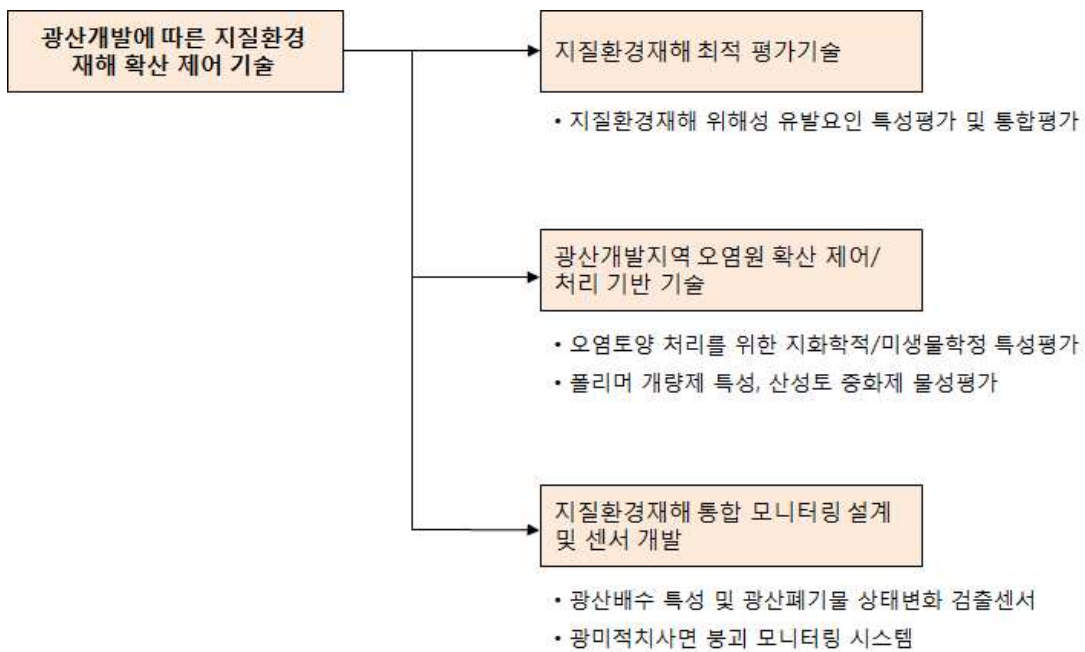 광산개발에 따른 지질환경
재해 확산 제어 기술
지질환경재해 최적 평가기술
• 지질환경재해 위해성 유발요인 특성평가 및 통합평가
광산개발지역 오염원 확산 제어/
처리 기반 기술
• 오염토양 처리를 위한 지화학적/미생물학정 특성평가
• 폴리머 개량제 특성, 산성토 중화제 물성평가
지질환경재해 통합 모니터링 설계
및 센서 개발
• 광산배수 특성 및 광산폐기물 상태변화 검출센서
• 광미적치사면 붕괴 모니터링 시스템